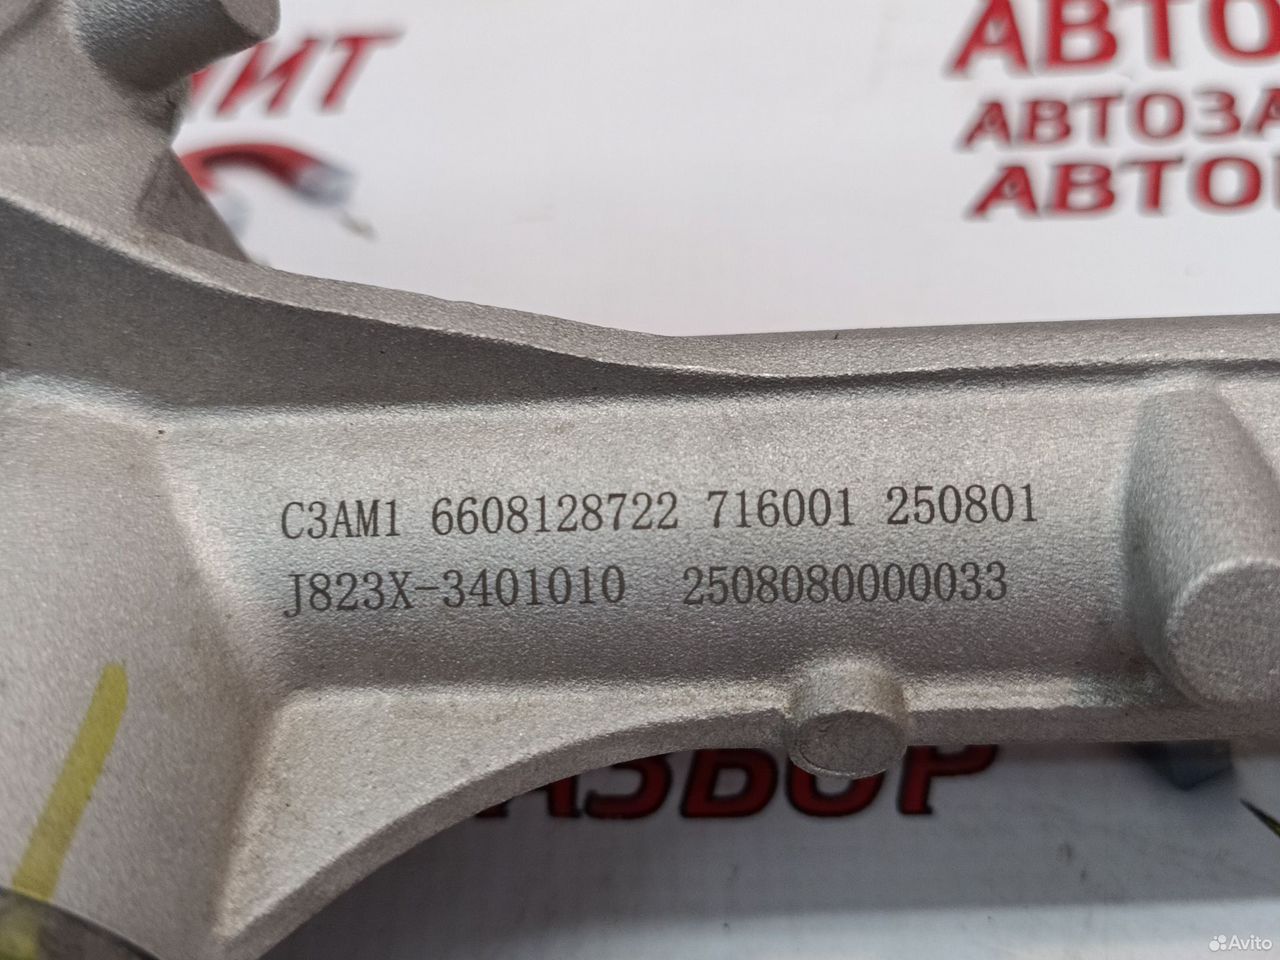 АВТО
АВТОЗА
АВТО
C3AM1 6608128722 716001 250801
J823X-3401010 2508080000033
АЗБОР
Avito